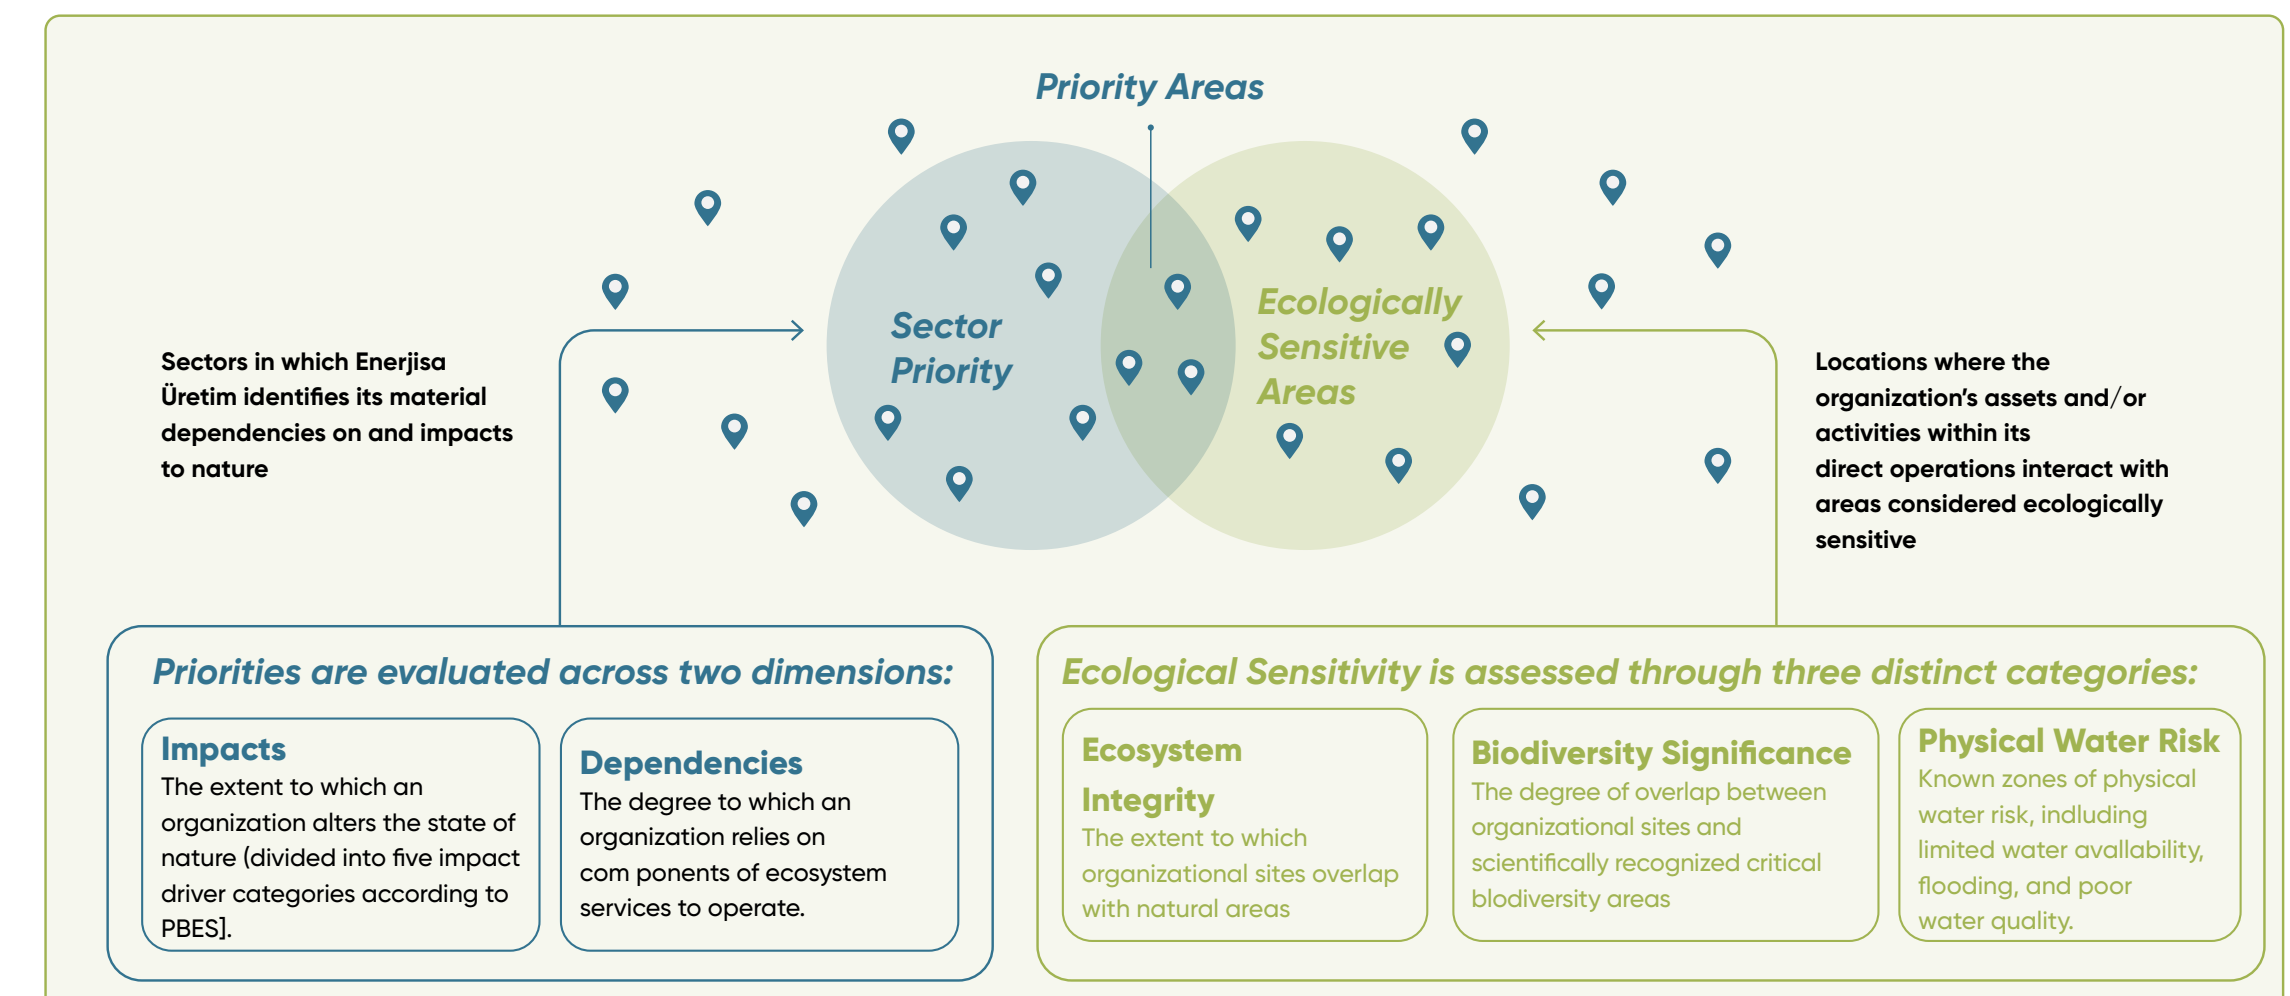 Priority Areas
Sector
Priority
Ecologically
Sensitive
Areas
Sectors in which Enerjisa
Üretim identifies its material
dependencies on and impacts
to nature
Locations where the
organization's assets and/or
activities within its
direct operations interact with
areas considered ecologically
sensitive
Priorities are evaluated across two dimensions:
Impacts
The extent to which an
organization alters the state of
nature (divided into five impact
driver categories according to
PBES].
Dependencies
The degree to which an
organization relies on
com ponents of ecosystem
services to operate.
Ecological Sensitivity is assessed through three distinct categories:
Ecosystem
Integrity
The extent to which
organizational sites overlap
with natural areas
Biodiversity Significance
The degree of overlap between
organizational sites and
scientifically recognized critical
blodiversity areas
Physical Water Risk
Known zones of physical
water risk, indluding
limited water avallability,
flooding, and poor
water quality.